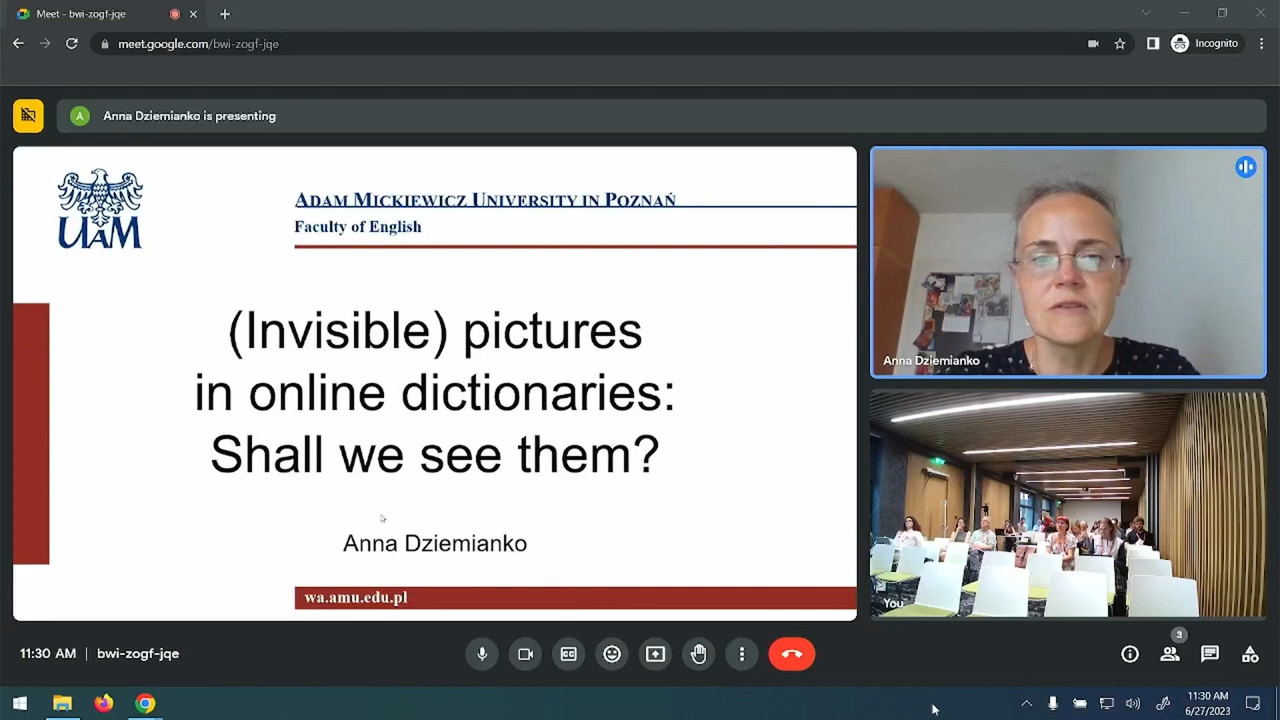 Meet - bwi-zogf-jqe
meet.google.com/bwi-zogf-jqe
Incognito
A
Anna Dziemianko is presenting
UAM
ADAM MICKIEWICZ UNIVERSITY IN POZNAŃ
Faculty of English
(Invisible) pictures
in online dictionaries:
Shall we see them?
Anna Dziemianko
wa.amu.edu.pl
Anna Dziemianko
You
11:30 AM | bwi-zogf-jqe
3
11:30 AM
6/27/2023